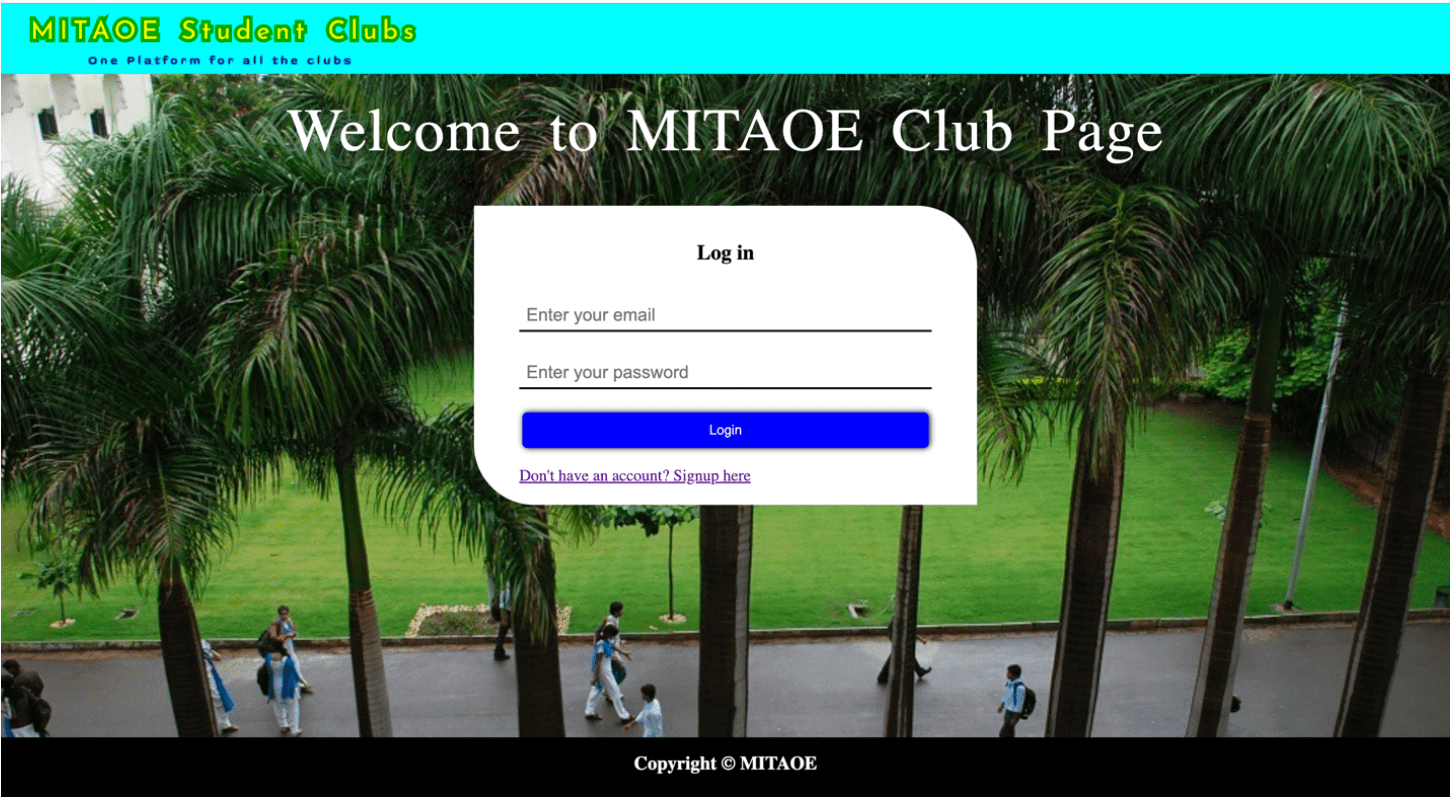 MITAOE Student Clubs
One Platform for all the clubs
Welcome to MITAOE Club Page
Log in
Enter your email
Enter your password
Login
Don't have an account? Signup here
Copyright © MITAOE